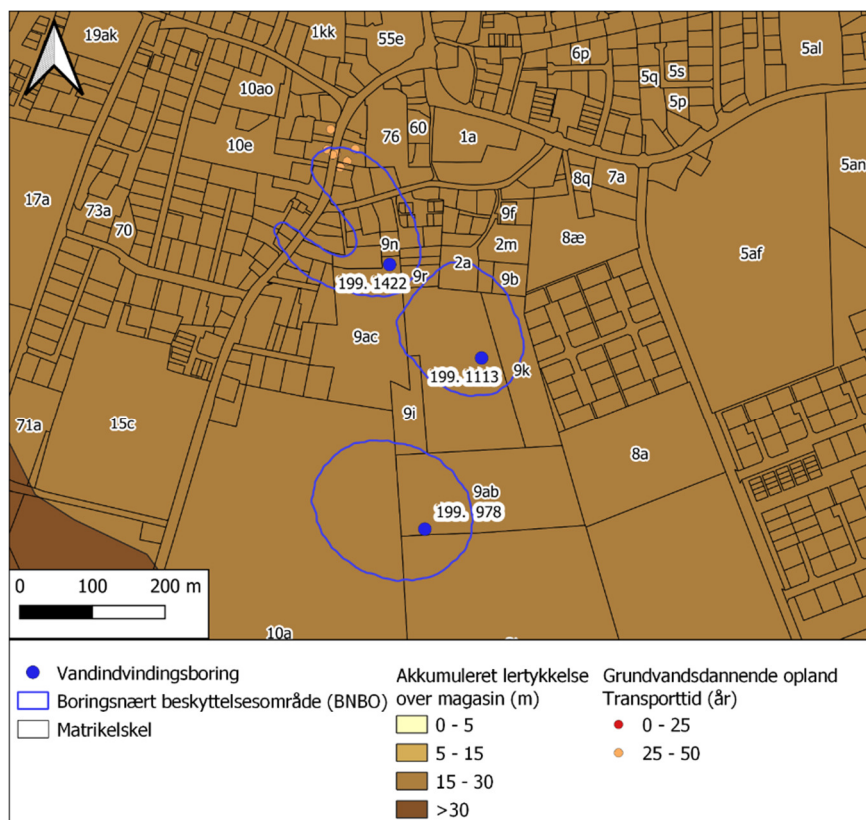 19ak
1kk
55e
6p
5al
5q
5s
5p
10ao
60
76
1a
10e
5an
17a
8q
7a
73a
70
9f
2m
8æ
9n
5af
9r
2a
9b
199. 1422
9ac
9k
199. 1113
9i
71a
15c
8a
9ab
199. 978
0 100 200 m
10a
Vandindvindingsboring
Boringsnært beskyttelsesområde (BNBO)
Matrikelskel
Akkumuleret lertykkelse
over magasin (m)
0 - 5
5 - 15
15 - 30
>30
Grundvandsdannende opland
Transporttid (år)
0 - 25
25 - 50